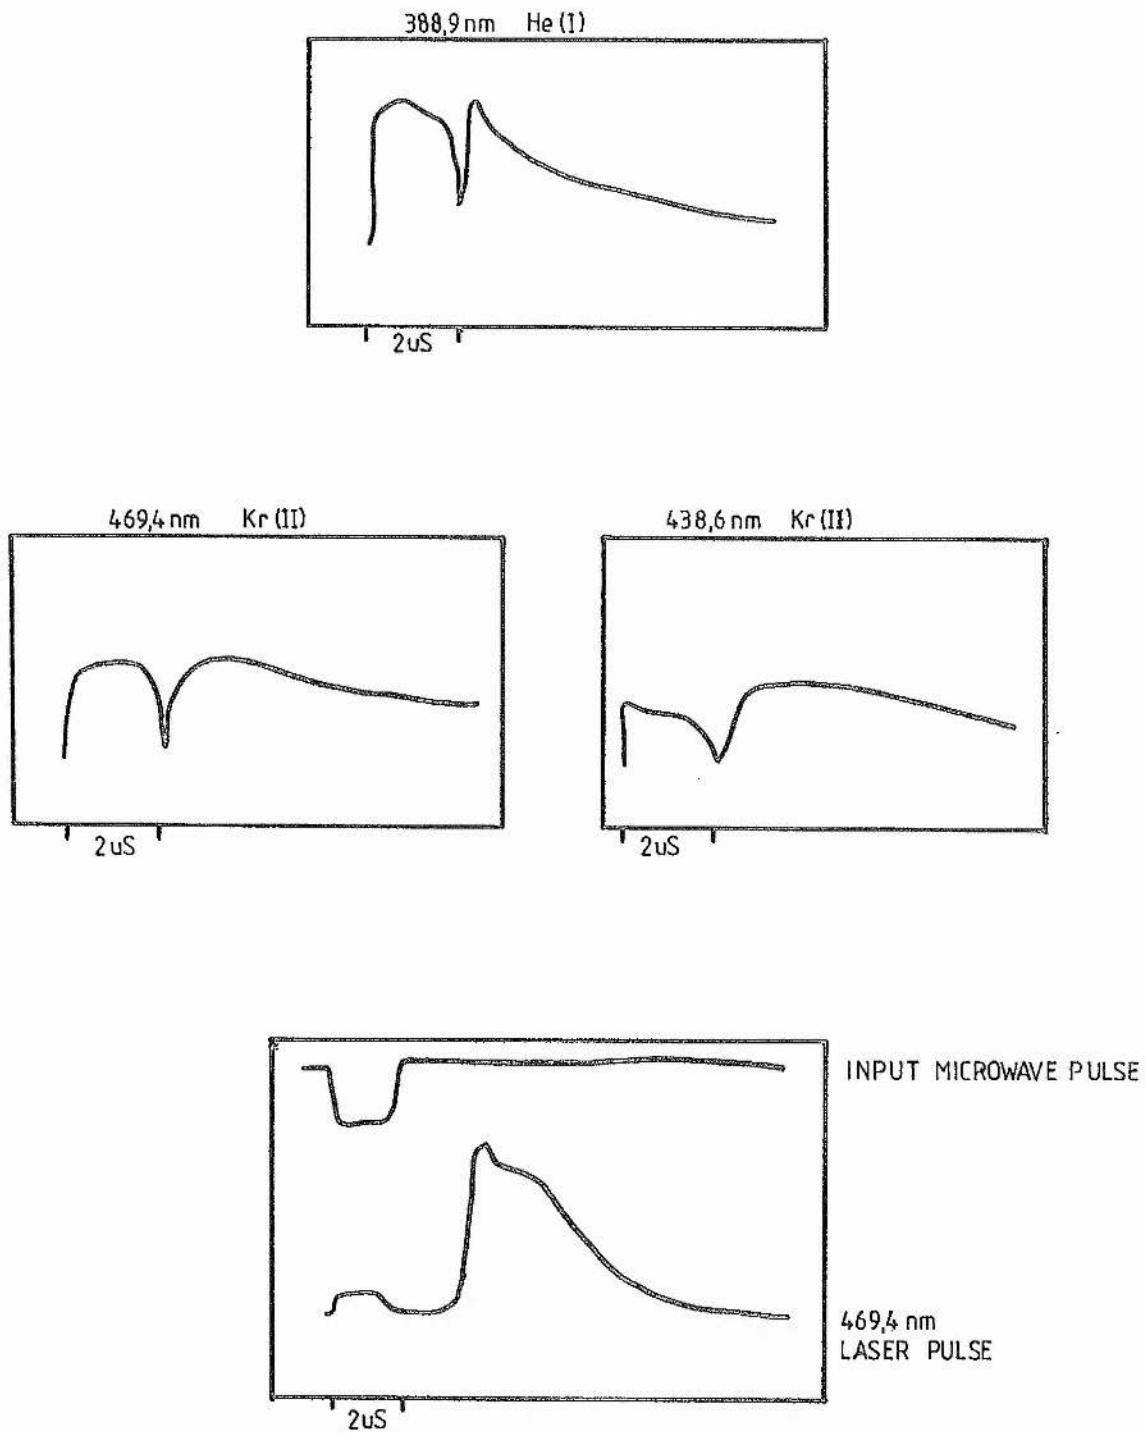 388,9 nm He (I)
2uS
469,4 nm Kr (II)
438,6 nm Kr (II)
2uS
2uS
INPUT MICROWAVE PULSE
469,4 nm
LASER PULSE
2uS